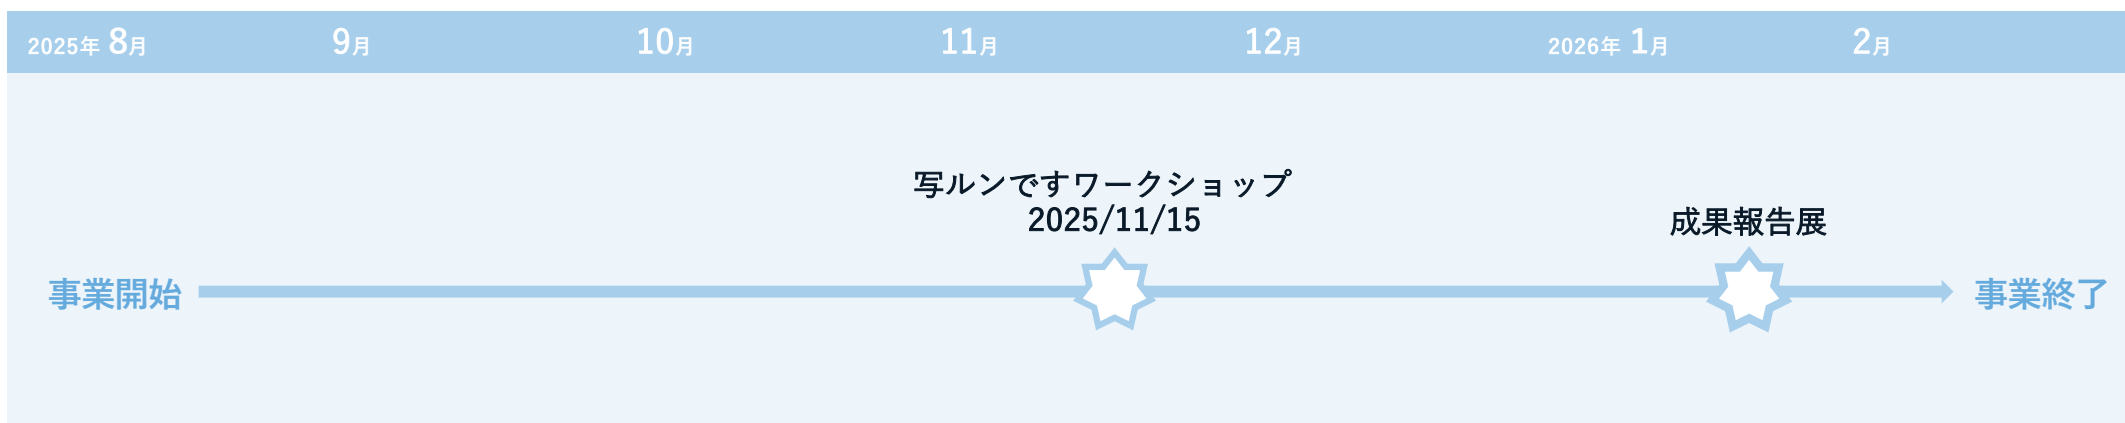 2025年 8月 9月 10月 11月 12月 2026年 1月 2月
写ルンですワークショップ
2025/11/15
成果報告展
事業開始
事業終了